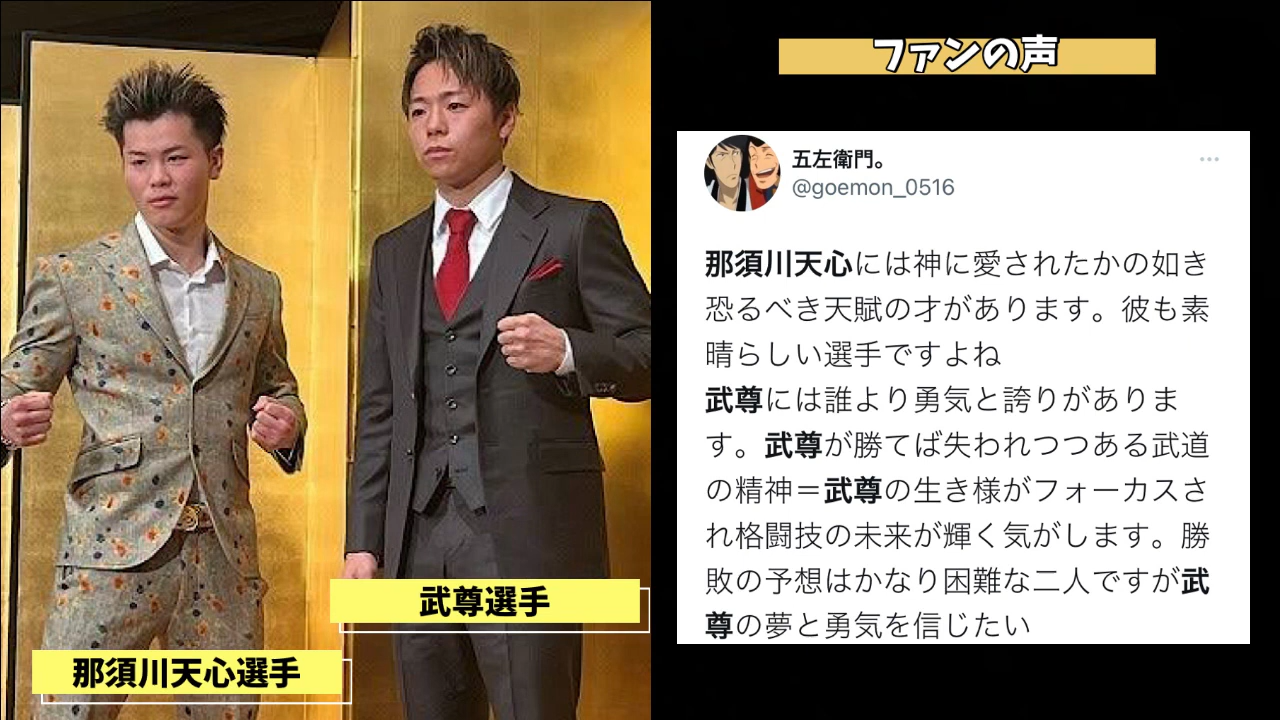 ファンの声
五左衛門。
@goemon_0516
那須川天心には神に愛されたかの如き
恐るべき天賦の才があります。彼も素
晴らしい選手ですよね
武尊には誰より勇気と誇りがありま
す。武尊が勝てば失われつつある武道
の精神＝武尊の生き様がフォーカスさ
れ格闘技の未来が輝く気がします。勝
敗の予想はかなり困難な二人ですが武
尊の夢と勇気を信じたい
武尊選手
那須川天心選手